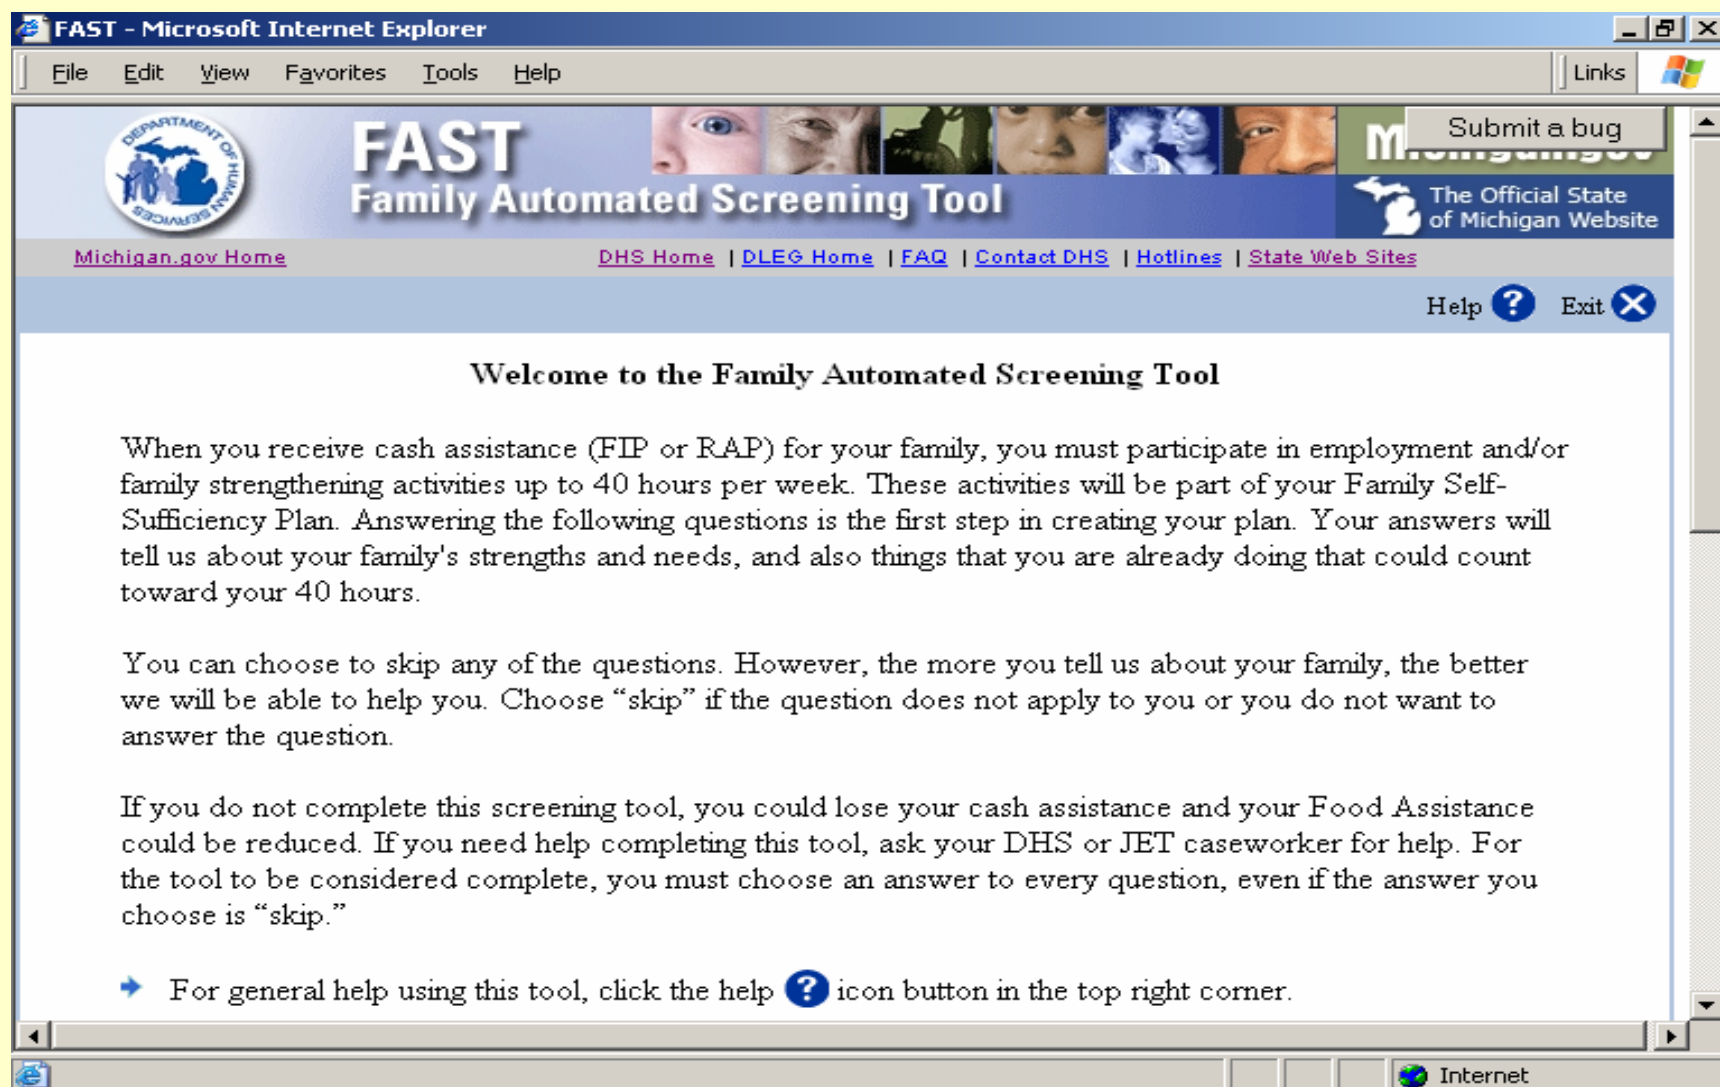 FAST - Microsoft Internet Explorer
File Edit View Favorites Tools Help Links
DEPARTMENT OF HUMAN SERVICES
FAST
Family Automated Screening Tool
Submit a bug
The Official State
of Michigan Website
Michigan.gov Home DHS Home | DLEG Home | FAQ | Contact DHS | Hotlines | State Web Sites
Help ? Exit
Welcome to the Family Automated Screening Tool
When you receive cash assistance (FIP or RAP) for your family, you must participate in employment and/or
family strengthening activities up to 40 hours per week. These activities will be part of your Family Self-
Sufficiency Plan. Answering the following questions is the first step in creating your plan. Your answers will
tell us about your family's strengths and needs, and also things that you are already doing that could count
toward your 40 hours.
You can choose to skip any of the questions. However, the more you tell us about your family, the better
we will be able to help you. Choose “skip” if the question does not apply to you or you do not want to
answer the question.
If you do not complete this screening tool, you could lose your cash assistance and your Food Assistance
could be reduced. If you need help completing this tool, ask your DHS or JET caseworker for help. For
the tool to be considered complete, you must choose an answer to every question, even if the answer you
choose is “skip.”
For general help using this tool, click the help ? icon button in the top right corner.
Internet